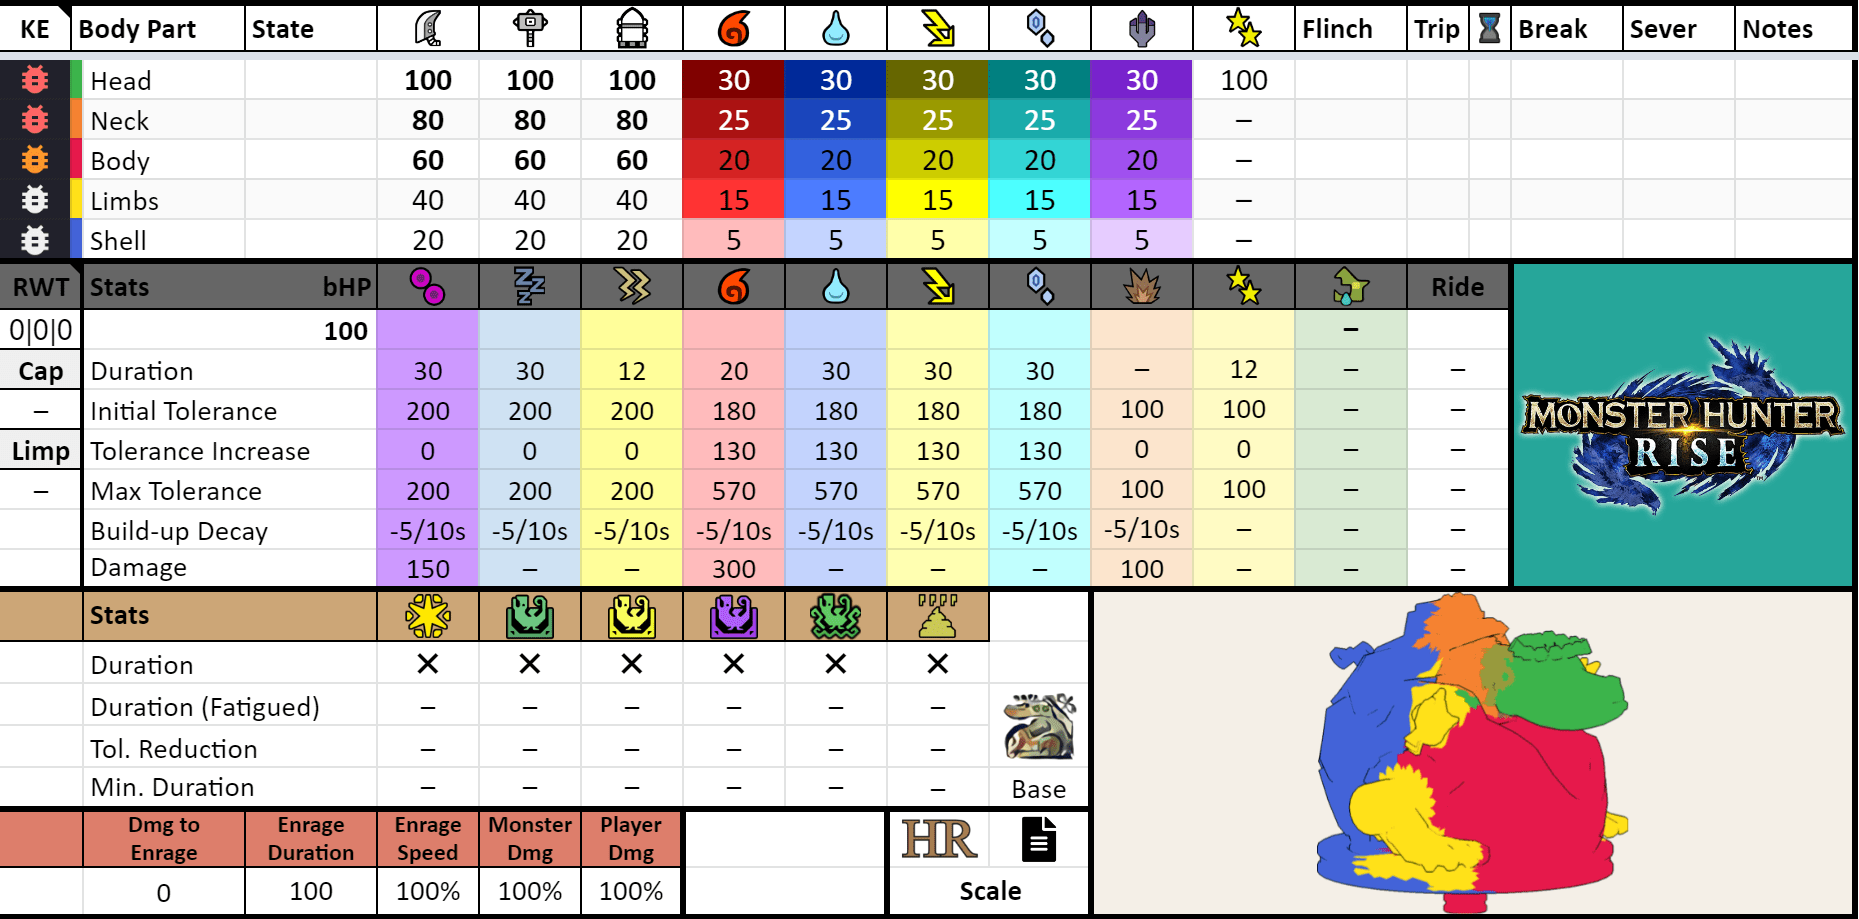 KE Body Part State Flinch Trip Break Sever Notes
Head 100 100 100 30 30 30 30 30 100
Neck 80 80 80 25 25 25 25 25 –
Body 60 60 60 20 20 20 20 20 –
Limbs 40 40 40 15 15 15 15 15 –
Shell 20 20 20 5 5 5 5 5 –
RWT Stats bHP Ride
0|0|0 100 –
Cap Duration 30 30 12 20 30 30 30 – 12 – –
– Initial Tolerance 200 200 200 180 180 180 180 100 100 – –
Limp Tolerance Increase 0 0 0 130 130 130 130 0 0 – –
– Max Tolerance 200 200 200 570 570 570 570 100 100 – –
Build-up Decay -5/10s -5/10s -5/10s -5/10s -5/10s -5/10s -5/10s -5/10s – – –
Damage 150 – – 300 – – – 100 – – –
MONSTER HUNTER
RISE
™
Stats
Duration ✕ ✕ ✕ ✕ ✕ ✕
Duration (Fatigued) – – – – – –
Tol. Reduction – – – – – –
Min. Duration – – – – – –
Base
Dmg to Enrage Enrage Monster Player
Enrage Duration Speed Dmg Dmg
HR
0 100 100% 100% 100%
Scale